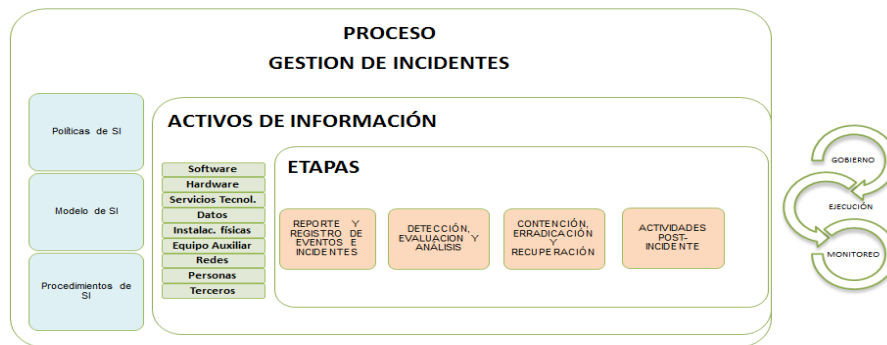 PROCESO
GESTION DE INCIDENTES
Políticas de SI
Modelo de SI
Procedimientos de
SI
ACTIVOS DE INFORMACIÓN
Software
Hardware
Servicios Tecnol.
Datos
Instalac. físicas
Equipo Auxiliar
Redes
Personas
Terceros
ETAPAS
REPORTE Y
REGISTRO DE
EVENTOS E
INCIDENTES
DETECCIÓN,
EVALUACION Y
ANÁLISIS
CONTENCIÓN,
ERRADICACIÓN
Y
RECUPERACIÓN
ACTIVIDADES
POST-
INCIDENTE
GOBIERNO
EJECUCIÓN
MONITOREO